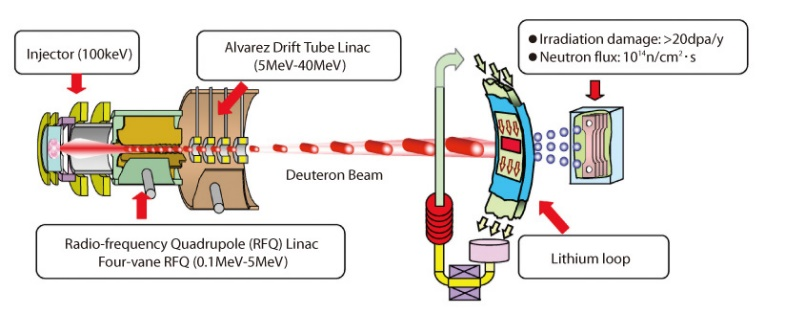 Injector (100keV)
Alvarez Drift Tube Linac
(5MeV-40MeV)
● Irradiation damage: >20dpa/y
● Neutron flux: 10¹⁴n/cm²・s
Deuteron Beam
Radio-frequency Quadrupole (RFQ) Linac
Four-vane RFQ (0.1MeV-5MeV)
Lithium loop